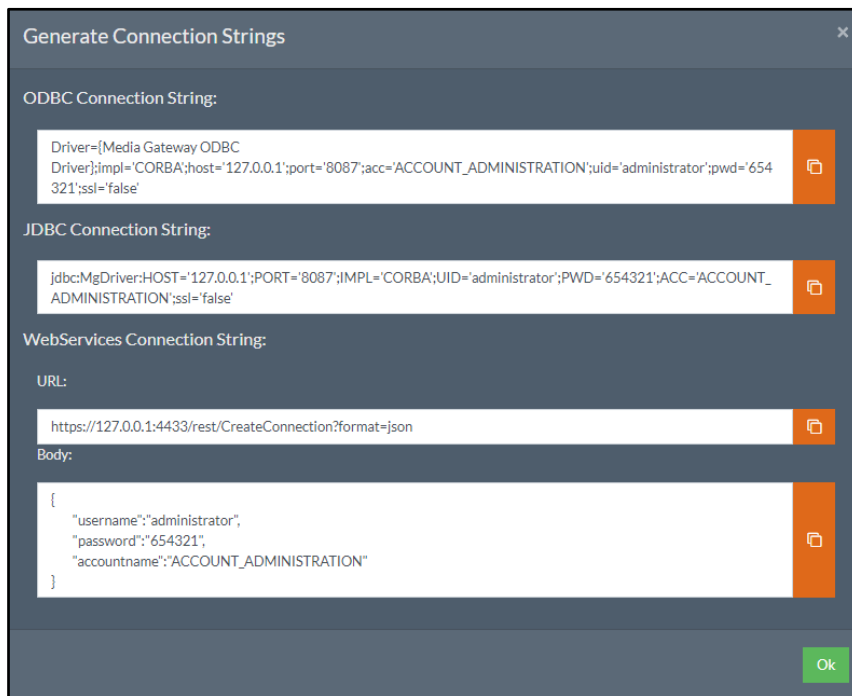 Generate Connection Strings
×
ODBC Connection String:
Driver={Media Gateway ODBC
Driver};impl='CORBA';host='127.0.0.1';port='8087';acc='ACCOUNT_ADMINISTRATION';uid='administrator';pwd='654
321';ssl='false'
JDBC Connection String:
jdbc:MgDriver:HOST='127.0.0.1';PORT='8087';IMPL='CORBA';UID='administrator';PWD='654321';ACC='ACCOUNT_
ADMINISTRATION';ssl='false'
WebServices Connection String:
URL:
https://127.0.0.1:4433/rest/CreateConnection?format=json
Body:
{
"username":"administrator",
"password":"654321",
"accountname":"ACCOUNT_ADMINISTRATION"
}
Ok